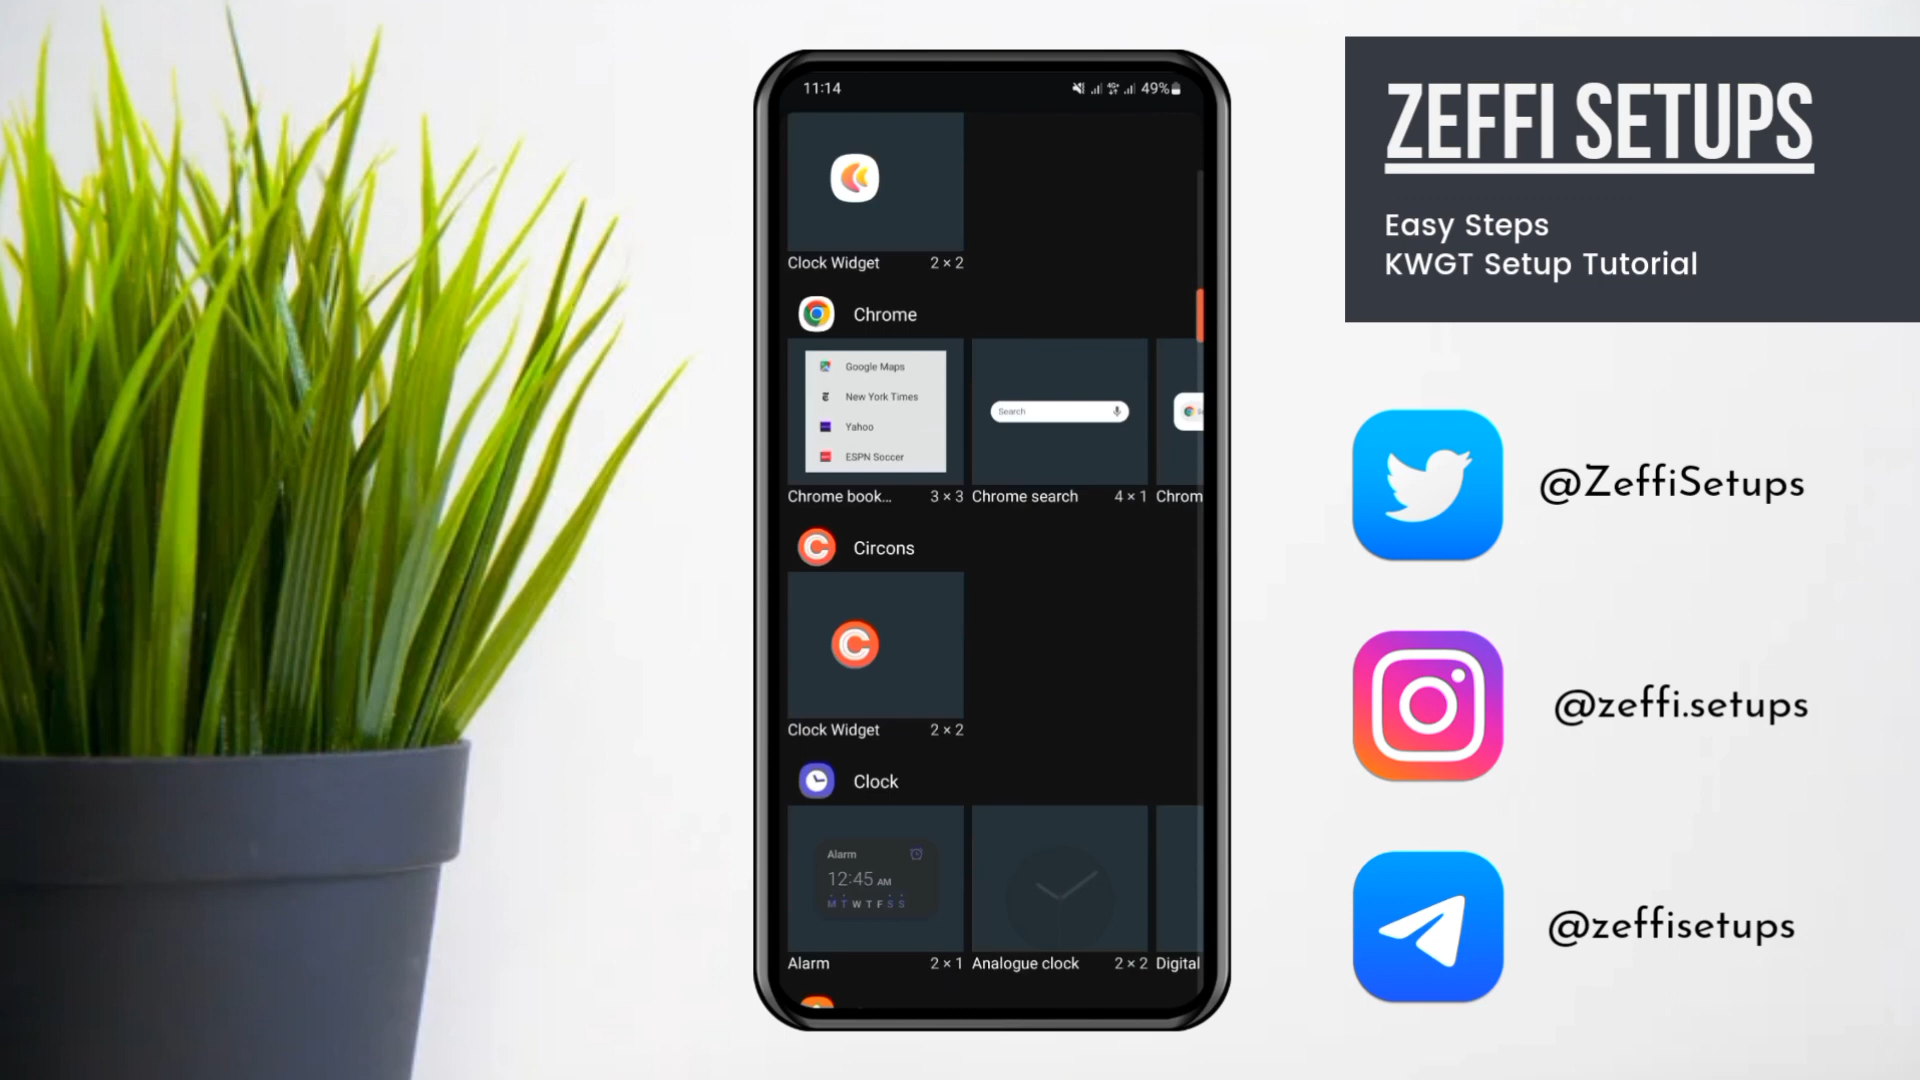 11:14
49%
Clock Widget 2 × 2
Chrome
Google Maps
New York Times
Yahoo
ESPN Soccer
Search
Chrome book... 3 × 3
Chrome search 4 × 1
Chrom
Circons
Clock Widget 2 × 2
Clock
Alarm
12:45 AM
M T W T F S S
Alarm 2 × 1
Analogue clock 2 × 2
Digital
ZEFFI SETUPS
Easy Steps
KWGT Setup Tutorial
@ZeffiSetups
@zeffi.setups
@zeffisetups